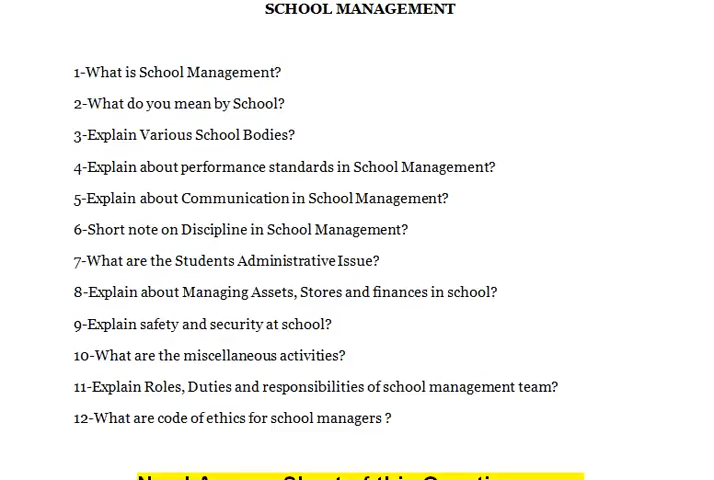 SCHOOL MANAGEMENT
1-What is School Management?
2-What do you mean by School?
3-Explain Various School Bodies?
4-Explain about performance standards in School Management?
5-Explain about Communication in School Management?
6-Short note on Discipline in School Management?
7-What are the Students Administrative Issue?
8-Explain about Managing Assets, Stores and finances in school?
9-Explain safety and security at school?
10-What are the miscellaneous activities?
11-Explain Roles, Duties and responsibilities of school management team?
12-What are code of ethics for school managers ?